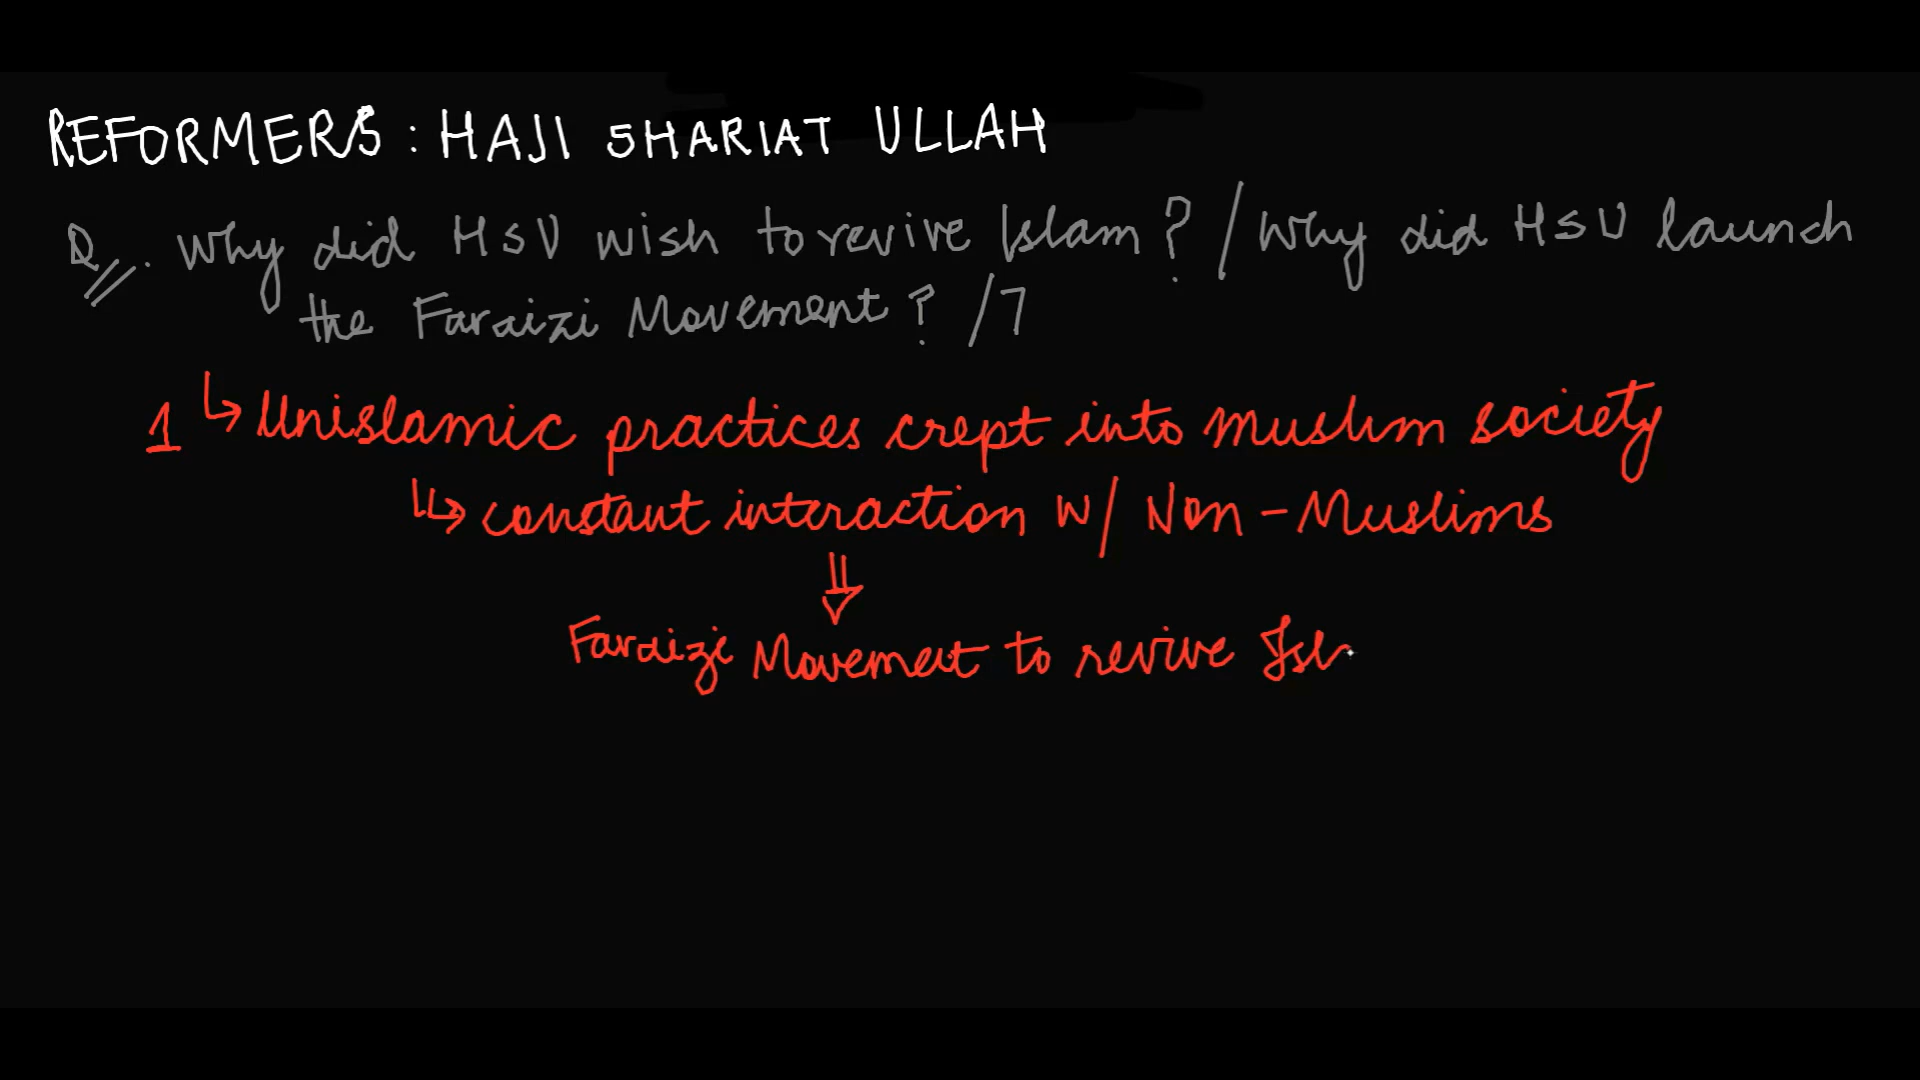 REFORMERS : HAJI SHARIAT ULLAH
Q. Why did HSU wish to revive Islam? / Why did HSU launch
the Faraizi Movement? /7
1 ↳ Unislamic practices crept into muslim society
↳ constant interaction w/ Non-Muslims
⇓
Faraizi Movement to revive Isl